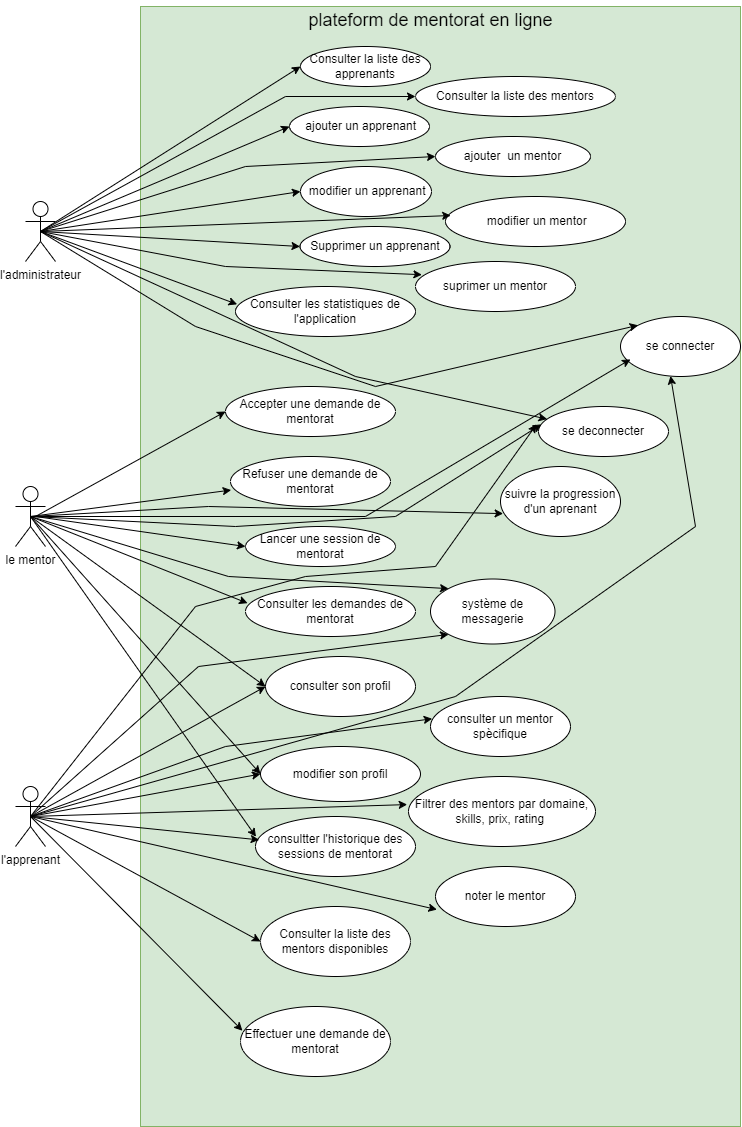 plateform de mentorat en ligne
Consulter la liste des
apprenants
Consulter la liste des mentors
ajouter un apprenant
ajouter un mentor
modifier un apprenant
modifier un mentor
Supprimer un apprenant
l'administrateur
suprimer un mentor
Consulter les statistiques de
l'application
se connecter
Accepter une demande de
mentorat
se deconnecter
Refuser une demande de
mentorat
suivre la progression
d'un aprenant
Lancer une session de
mentorat
le mentor
Consulter les demandes de
mentorat
système de
messagerie
consulter son profil
consulter un mentor
spècifique
modifier son profil
Filtrer des mentors par domaine,
skills, prix, rating
consultter l'historique des
sessions de mentorat
l'apprenant
noter le mentor
Consulter la liste des
mentors disponibles
Effectuer une demande de
mentorat